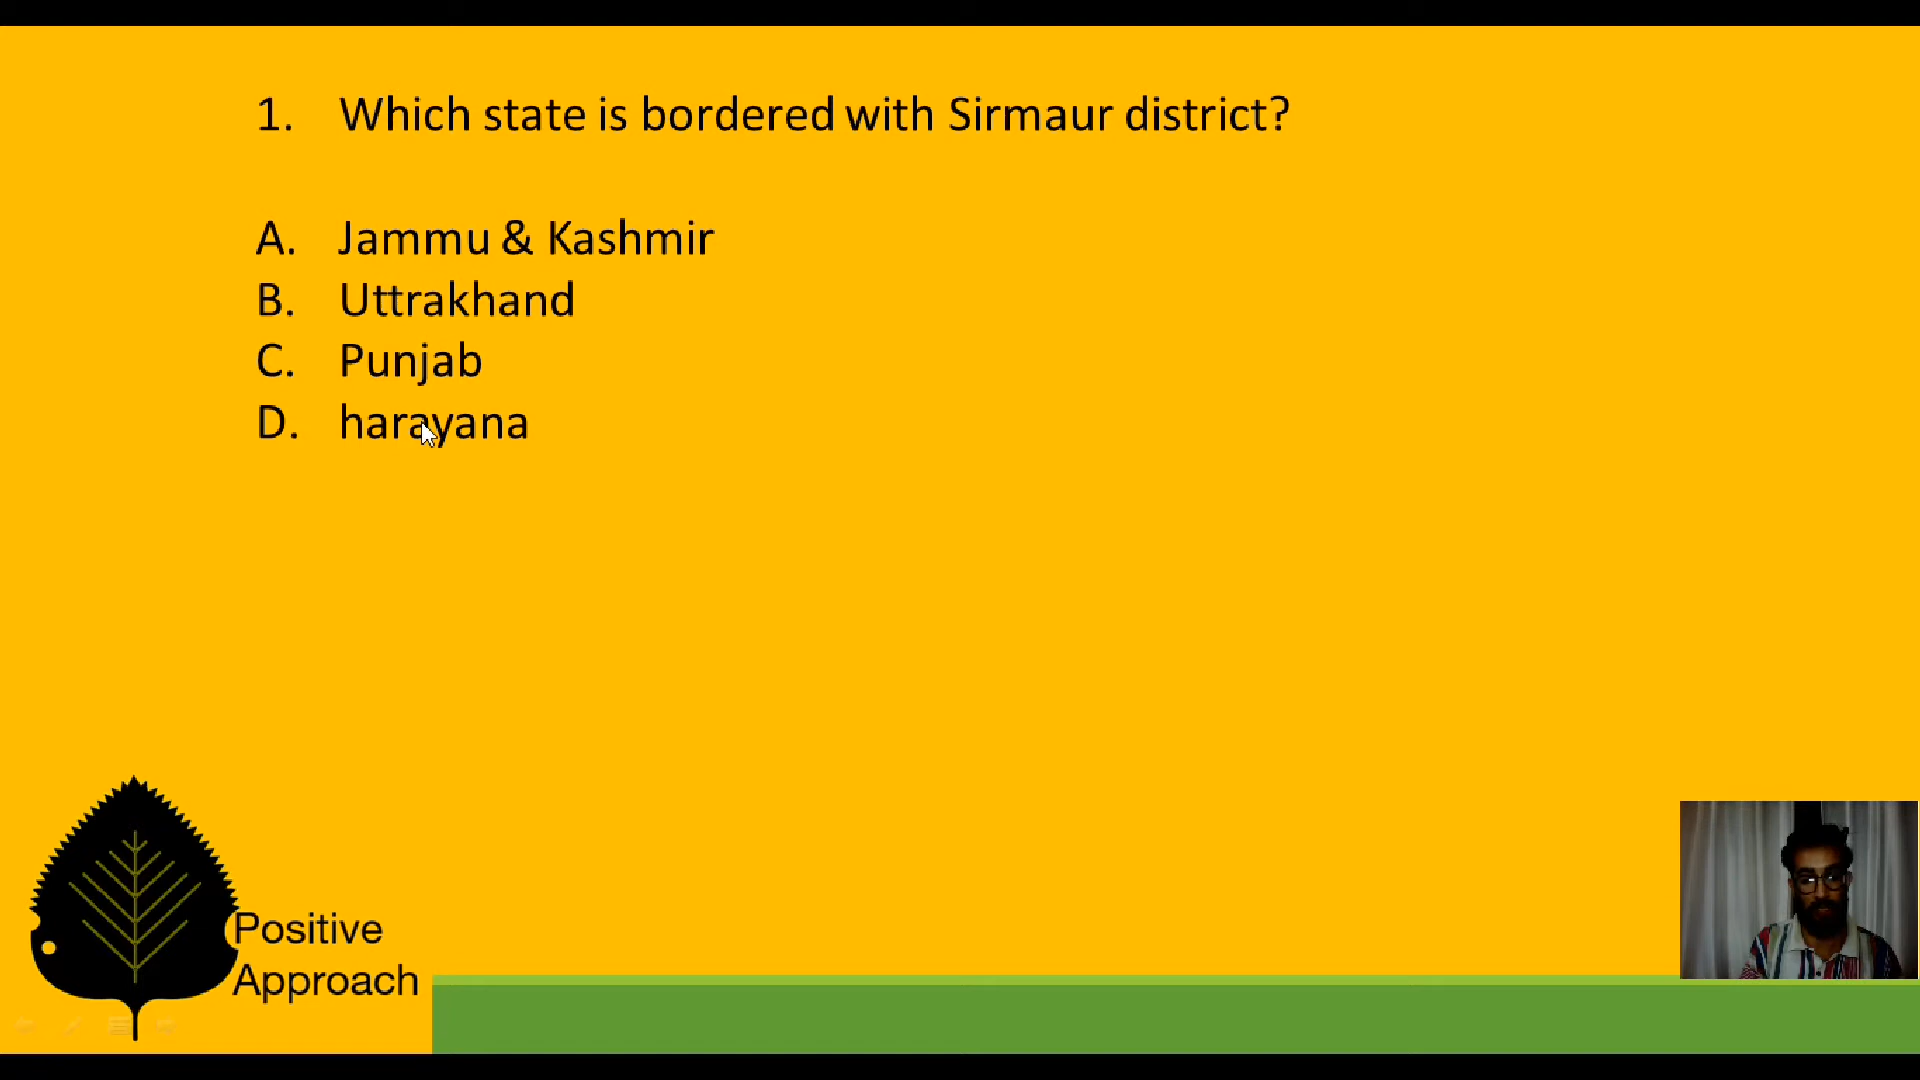 1. Which state is bordered with Sirmaur district?
A. Jammu & Kashmir
B. Uttrakhand
C. Punjab
D. harayana
Positive
Approach